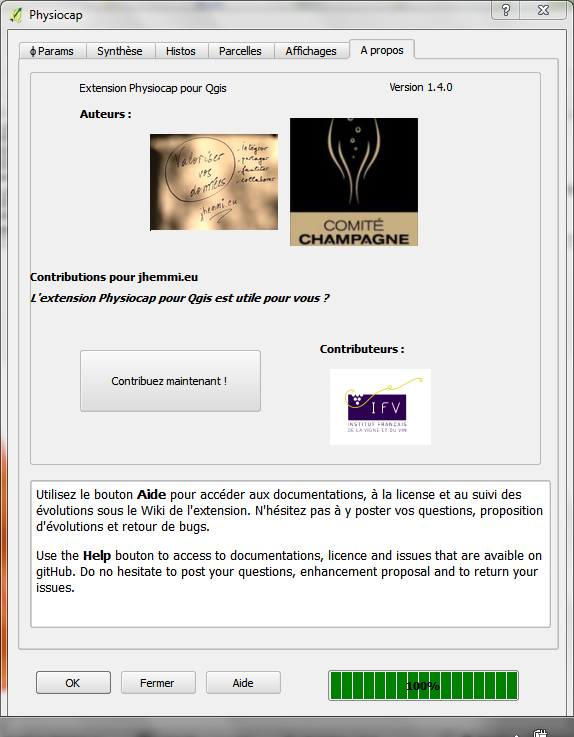 Physiocap
Params Synthèse Histos Parcelles Affichages A propos
Extension Physiocap pour Qgis Version 1.4.0
Auteurs :
Valoriser
vos
données
- intégrer
- partager
- faciliter
- collaborer
jhemmi.eu
COMITÉ
CHAMPAGNE
Contributions pour jhemmi.eu
L'extension Physiocap pour Qgis est utile pour vous ?
Contributeurs :
Contribuez maintenant !
IFV
INSTITUT FRANÇAIS
DE LA VIGNE ET DU VIN
Utilisez le bouton Aide pour accéder aux documentations, à la license et au suivi des
évolutions sous le Wiki de l'extension. N'hésitez pas à y poster vos questions, proposition
d'évolutions et retour de bugs.
Use the Help bouton to access to documentations, licence and issues that are avaible on
gitHub. Do no hesitate to post your questions, enhancement proposal and to return your
issues.
OK Fermer Aide 100%